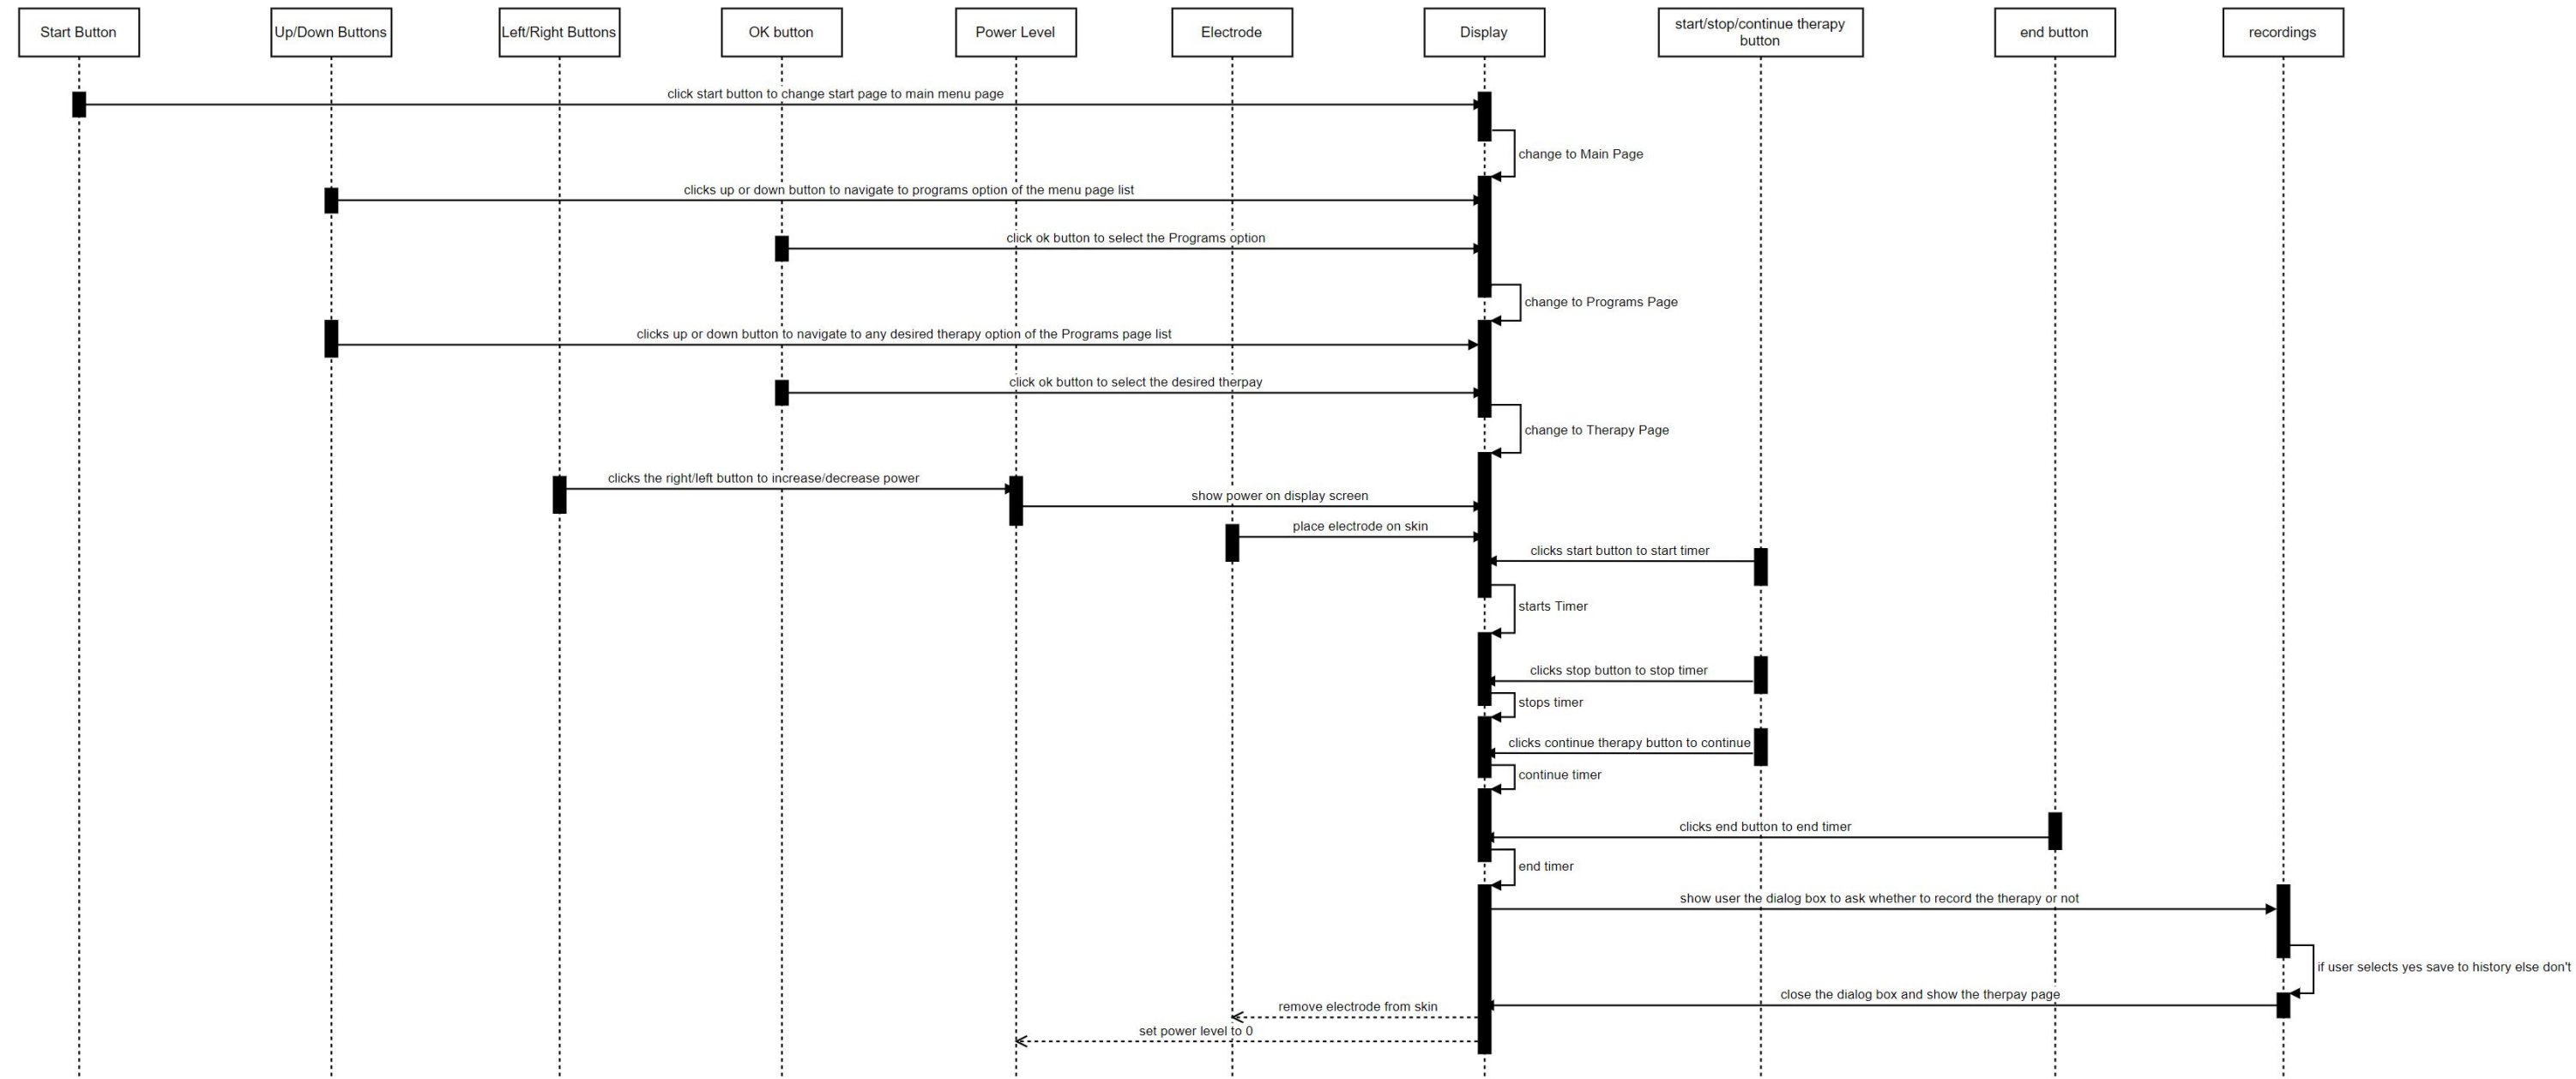 Start Button
Up/Down Buttons
Left/Right Buttons
OK button
Power Level
Electrode
Display
start/stop/continue therapy
button
end button
recordings
click start button to change start page to main menu page
change to Main Page
clicks up or down button to navigate to programs option of the menu page list
click ok button to select the Programs option
change to Programs Page
clicks up or down button to navigate to any desired therapy option of the Programs page list
click ok button to select the desired therpay
change to Therapy Page
clicks the right/left button to increase/decrease power
show power on display screen
place electrode on skin
clicks start button to start timer
starts Timer
clicks stop button to stop timer
stops timer
clicks continue therapy button to continue
continue timer
clicks end button to end timer
end timer
show user the dialog box to ask whether to record the therapy or not
if user selects yes save to history else don't
close the dialog box and show the therpay page
remove electrode from skin
set power level to 0